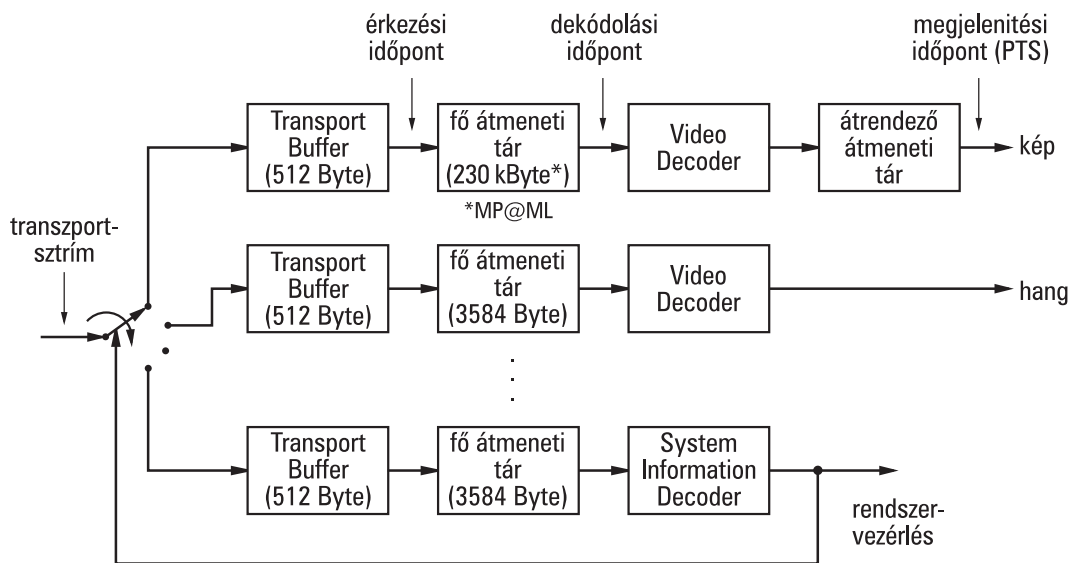 érkezési
időpont
dekódolási
időpont
megjelenitési
időpont (PTS)
Transport
Buffer
(512 Byte)
fő átmeneti
tár
(230 kByte*)
*MP@ML
Video
Decoder
átrendező
átmeneti
tár
kép
transzport-
sztrím
Transport
Buffer
(512 Byte)
fő átmeneti
tár
(3584 Byte)
Video
Decoder
hang
Transport
Buffer
(512 Byte)
fő átmeneti
tár
(3584 Byte)
System
Information
Decoder
rendszer-
vezérlés